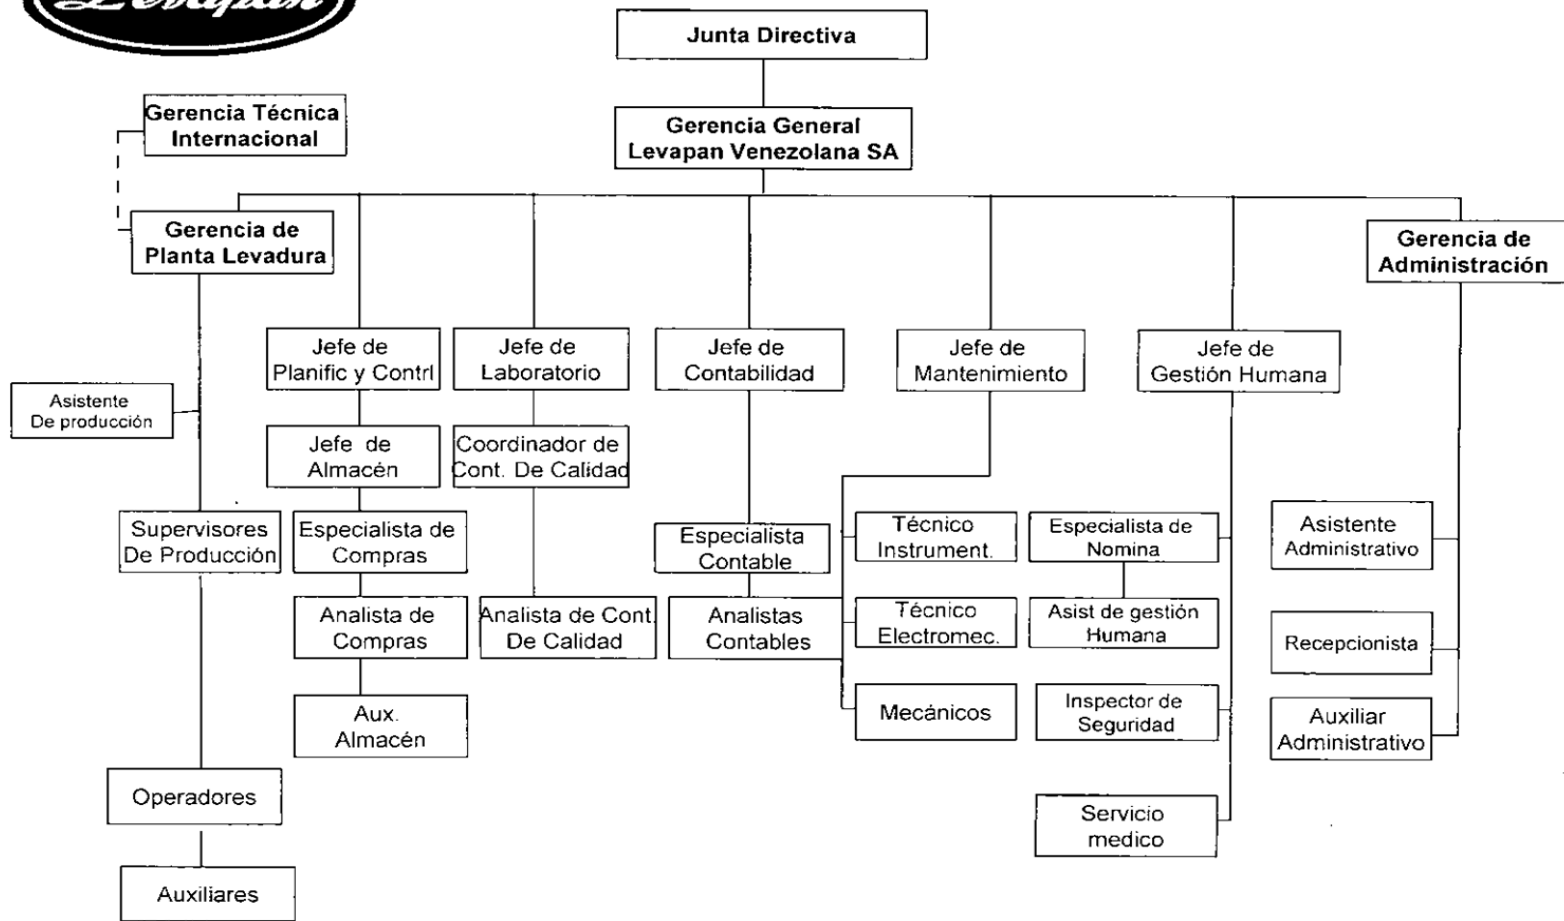 Levapan
Junta Directiva
Gerencia Técnica
Internacional
Gerencia General
Levapan Venezolana SA
Gerencia de
Planta Levadura
Gerencia de
Administración
Jefe de
Planific y Contrl
Jefe de
Laboratorio
Jefe de
Contabilidad
Jefe de
Mantenimiento
Jefe de
Gestión Humana
Asistente
De producción
Jefe de
Almacén
Coordinador de
Cont. De Calidad
Supervisores
De Producción
Especialista de
Compras
Especialista
Contable
Técnico
Instrument.
Especialista de
Nomina
Asistente
Administrativo
Analista de
Compras
Analista de Cont.
De Calidad
Analistas
Contables
Técnico
Electromec.
Asist de gestión
Humana
Recepcionista
Aux.
Almacén
Mecánicos
Inspector de
Seguridad
Auxiliar
Administrativo
Operadores
Servicio
medico
Auxiliares